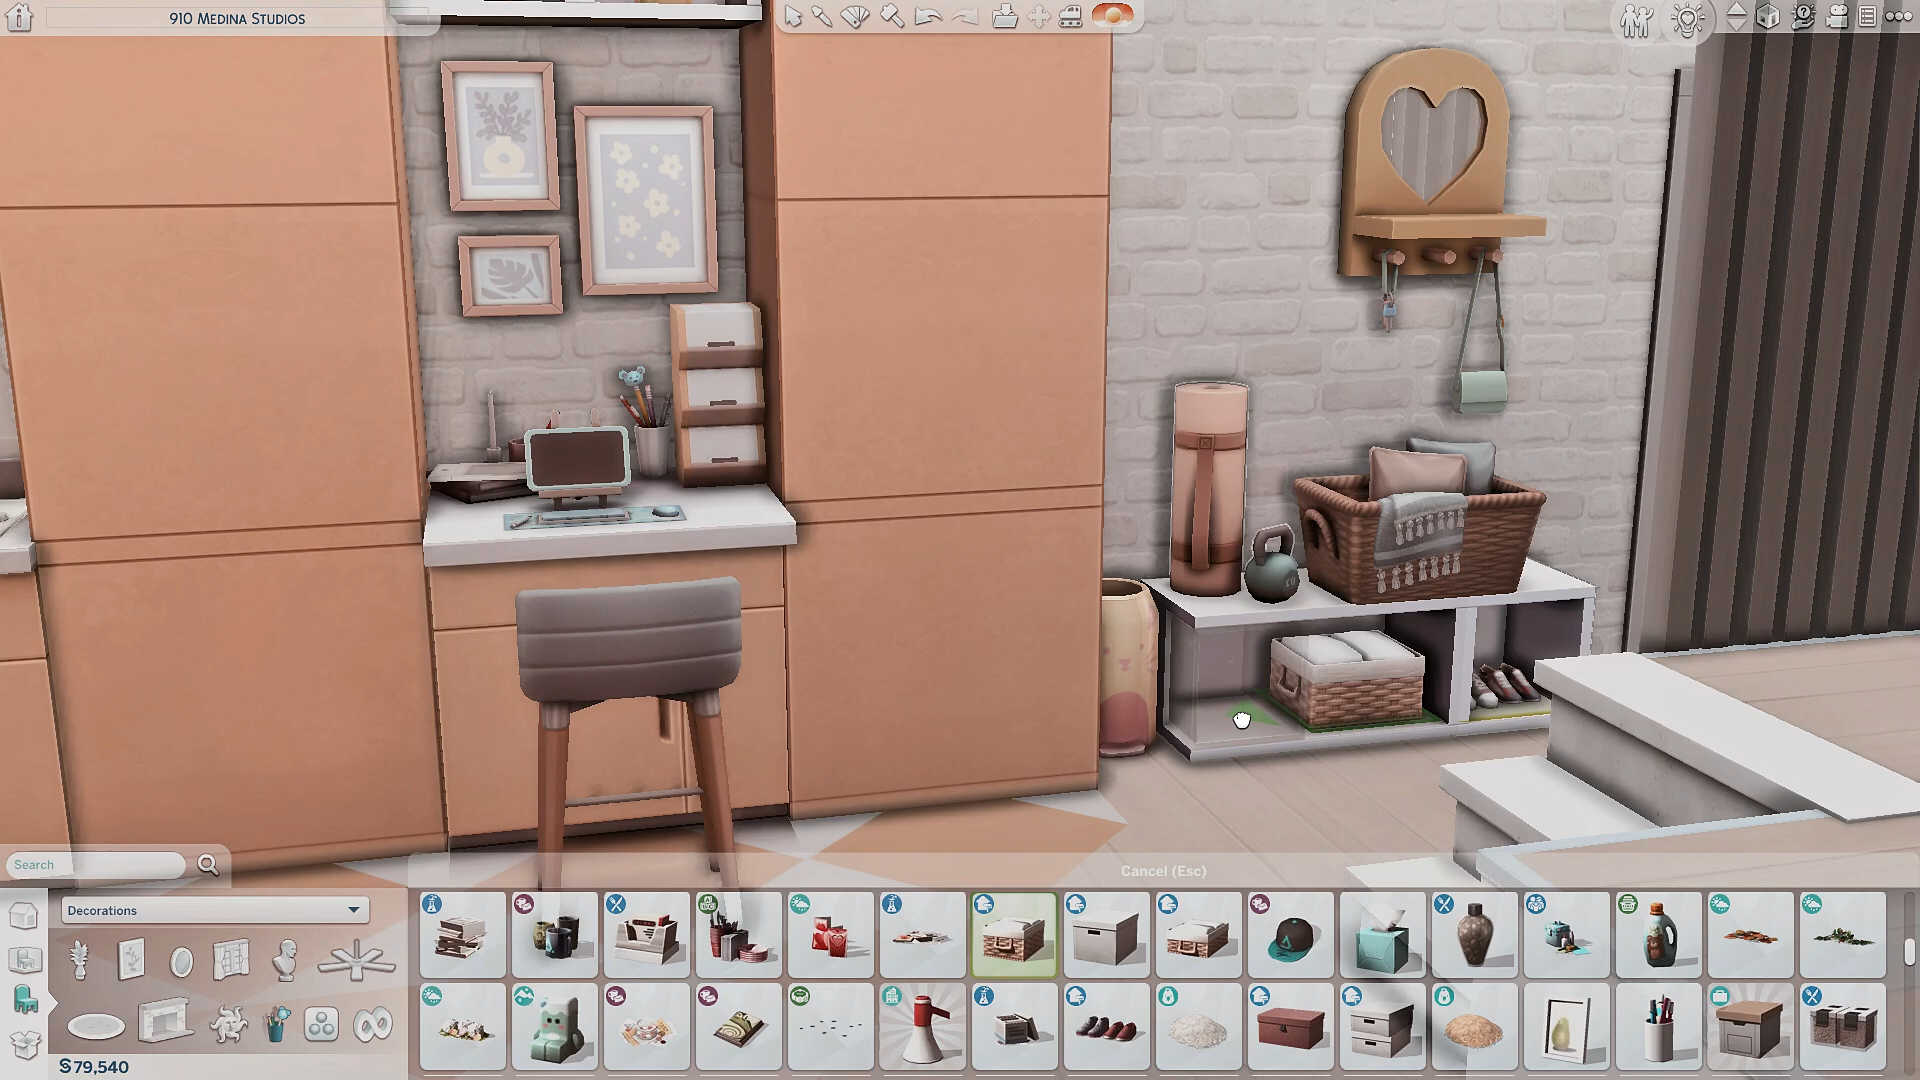 910 Medina Studios
Search
Cancel (Esc)
Decorations
§79,540